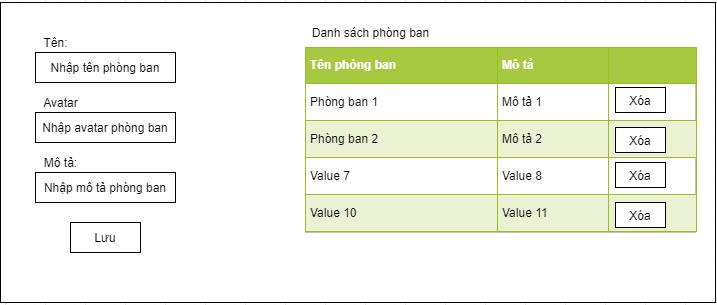 Tên:
Nhập tên phòng ban
Avatar
Nhập avatar phòng ban
Mô tả:
Nhập mô tả phòng ban
Lưu
Danh sách phòng ban
Tên phòng ban Mô tả
Phòng ban 1 Mô tả 1 Xóa
Phòng ban 2 Mô tả 2 Xóa
Value 7 Value 8 Xóa
Value 10 Value 11 Xóa